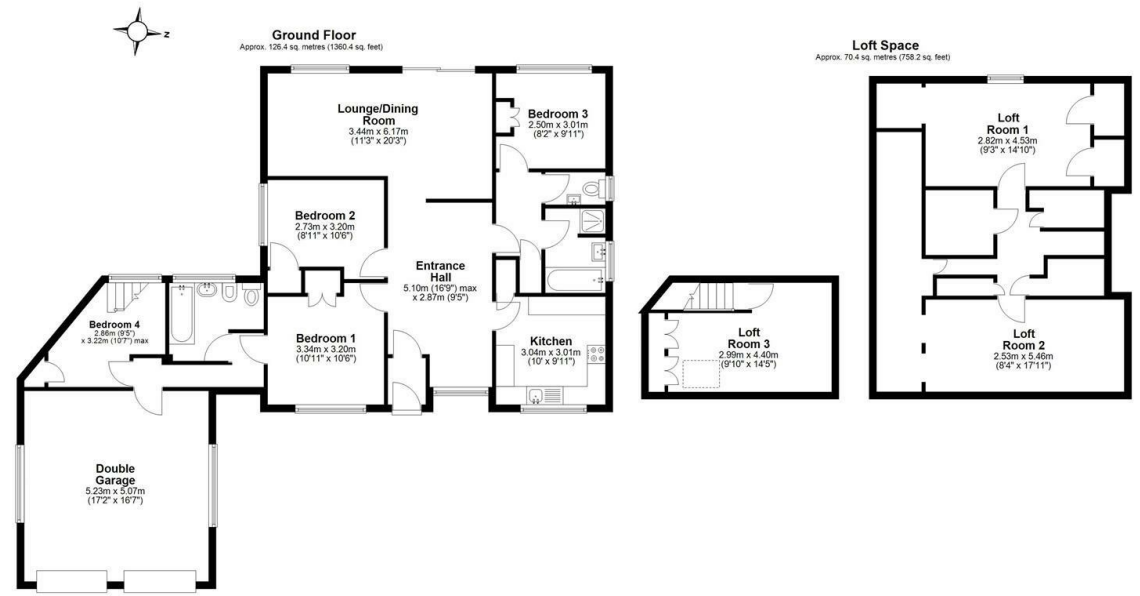 N
Ground Floor
Approx. 126.4 sq. metres (1360.4 sq. feet)
Lounge/Dining
Room
3.44m x 6.17m
(11'3" x 20'3")
Bedroom 3
2.50m x 3.01m
(8'2" x 9'11")
Bedroom 2
2.73m x 3.20m
(8'11" x 10'6")
Entrance
Hall
5.10m (16'9") max
x 2.87m (9'5")
Bedroom 4
2.86m (9'5")
x 3.22m (10'7") max
Bedroom 1
3.34m x 3.20m
(10'11" x 10'6")
Kitchen
3.04m x 3.01m
(10' x 9'11")
Double
Garage
5.23m x 5.07m
(17'2" x 16'7")
Loft Space
Approx. 70.4 sq. metres (758.2 sq. feet)
Loft
Room 1
2.82m x 4.53m
(9'3" x 14'10")
Loft
Room 3
2.99m x 4.40m
(9'10" x 14'5")
Loft
Room 2
2.53m x 5.46m
(8'4" x 17'11")